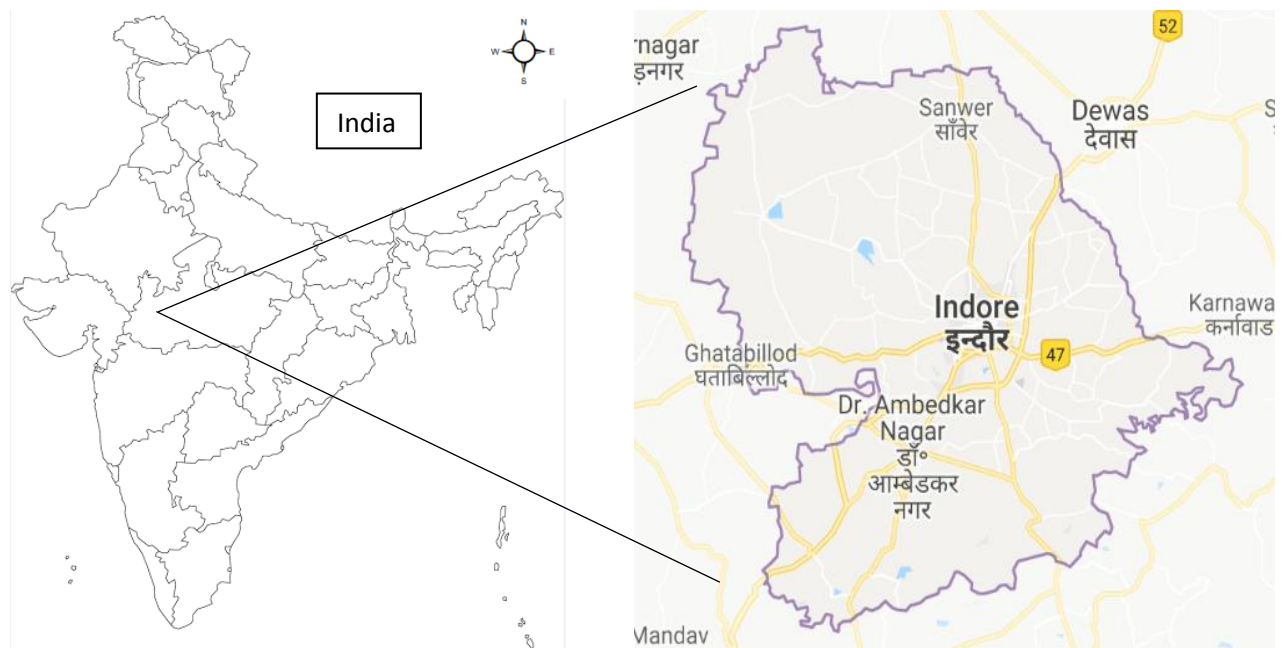 N
W E
S
India
rnagar
ड़नगर
52
Sanwer
साँवेर
Dewas
देवास
S
Indore
इन्दौर
47
Karnawa
कर्नावाड
Ghatabillod
घताबिल्लोद
Dr. Ambedkar
Nagar
डॉ॰
आम्बेडकर
नगर
Mandav